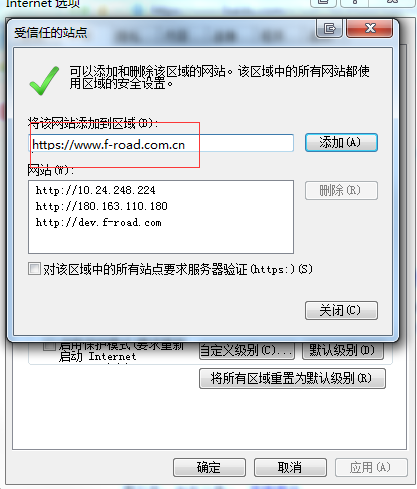 Internet 选项
受信任的站点
可以添加和删除该区域的网站。该区域中的所有网站都使
用区域的安全设置。
将该网站添加到区域(D):
https://www.f-road.com.cn
添加(A)
网站(W):
http://10.24.248.224
http://180.163.110.180
http://dev.f-road.com
删除(R)
对该区域中的所有站点要求服务器验证(https:)(S)
关闭(C)
启用保护模式(要求重新
启动 Internet
自定义级别(C)...
默认级别(D)
将所有区域重置为默认级别(R)
确定
取消
应用(A)